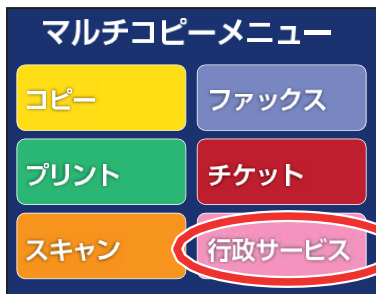 マルチコピーメニュー
コピー
ファックス
プリント
チケット
スキャン
行政サービス